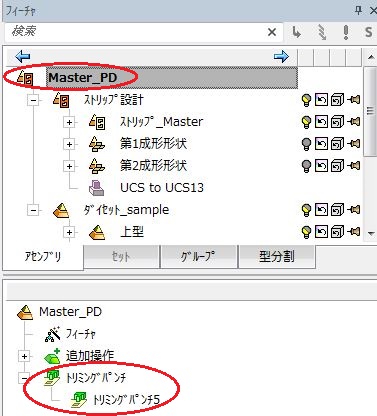 フィーチャ
検索
S
Master_PD
ストリップ設計
ストリップ_Master
第1成形形状
第2成形形状
UCS to UCS13
ダイセット_sample
上型
アセンブリ セット グループ 型分割
Master_PD
フィーチャ
追加操作
トリミングパンチ
トリミングパンチ5